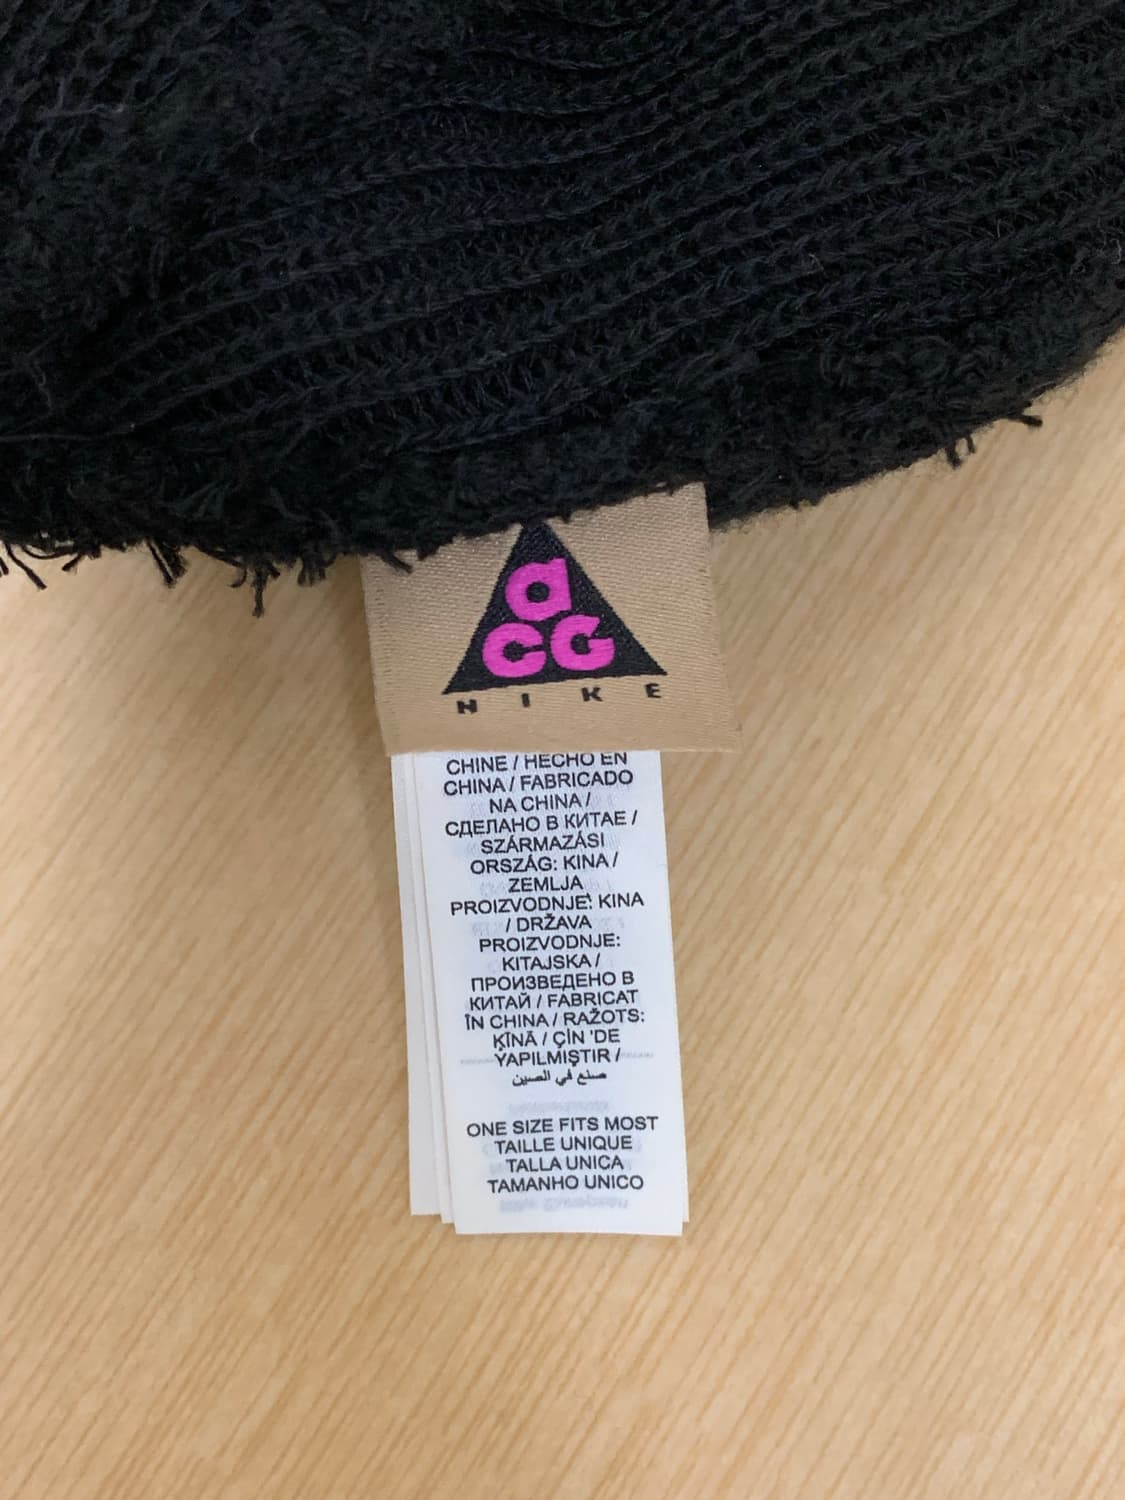 a
CG
NIKE
CHINE / HECHO EN
CHINA / FABRICADO
NA CHINA /
СДЕЛАНО В КИТАЕ /
SZÁRMAZÁSI
ORSZÁG: KINA /
ZEMLJA
PROIZVODNJE: KINA
/ DRŽAVA
PROIZVODNJE:
KITAJSKA /
ПРОИЗВЕДЕНО В
КИТАЙ / FABRICAT
ÎN CHINA / RAŽOTS:
ĶĪNĀ / ÇİN 'DE
YAPILMIŞTIR /
صنع في الصين
ONE SIZE FITS MOST
TAILLE UNIQUE
TALLA UNICA
TAMANHO UNICO